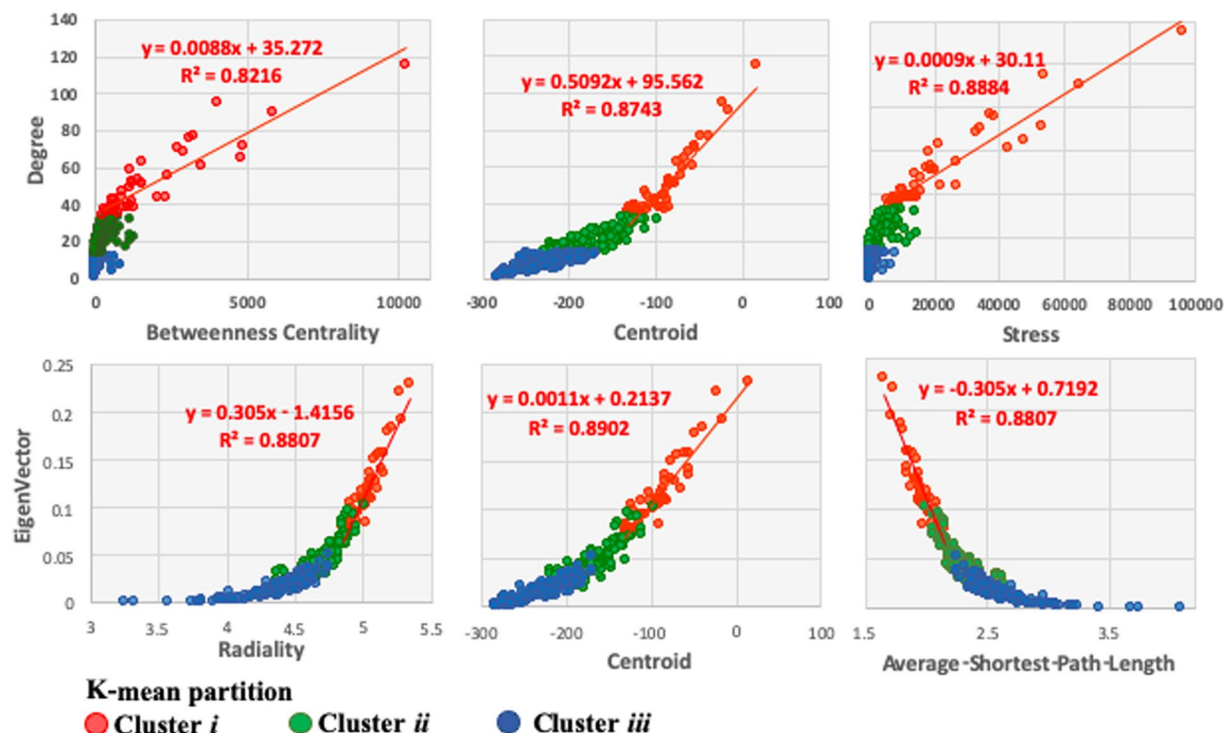 140
120
100
80
60
40
20
0
Degree
y = 0.0088x + 35.272
R² = 0.8216
0 5000 10000
Betweenness Centrality
y = 0.5092x + 95.562
R² = 0.8743
-300 -200 -100 0 100
Centroid
y = 0.0009x + 30.11
R² = 0.8884
0 20000 40000 60000 80000 100000
Stress
0.25
0.2
0.15
0.1
0.05
0
EigenVector
y = 0.305x - 1.4156
R² = 0.8807
3 3.5 4 4.5 5 5.5
Radiality
y = 0.0011x + 0.2137
R² = 0.8902
-300 -200 -100 0 100
Centroid
y = -0.305x + 0.7192
R² = 0.8807
1.5 2.5 3.5
Average-Shortest-Path-Length
K-mean partition
Cluster i Cluster ii Cluster iii